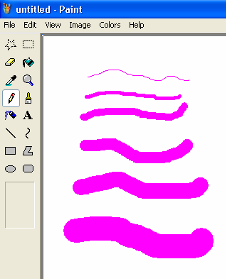 untitled - Paint
File Edit View Image Colors Help
A